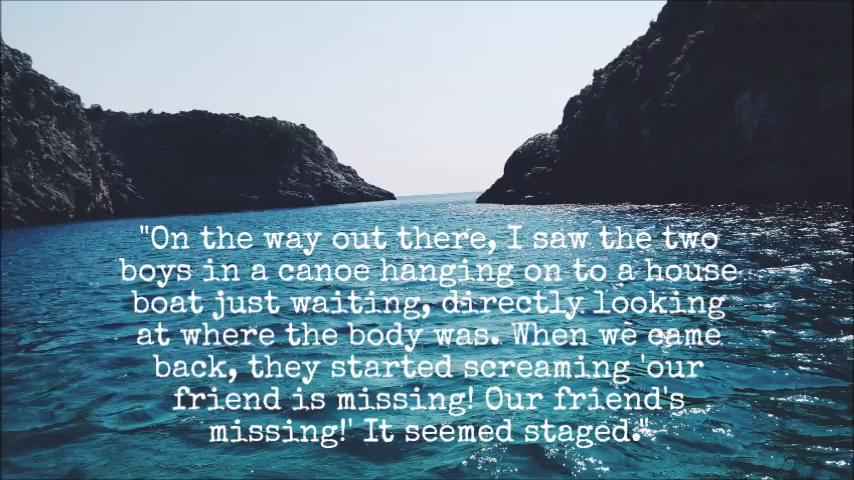 "On the way out there, I saw the two
boys in a canoe hanging on to a house
boat just waiting, directly looking
at where the body was. When we came
back, they started screaming 'our
friend is missing! Our friend's
missing!' It seemed staged."